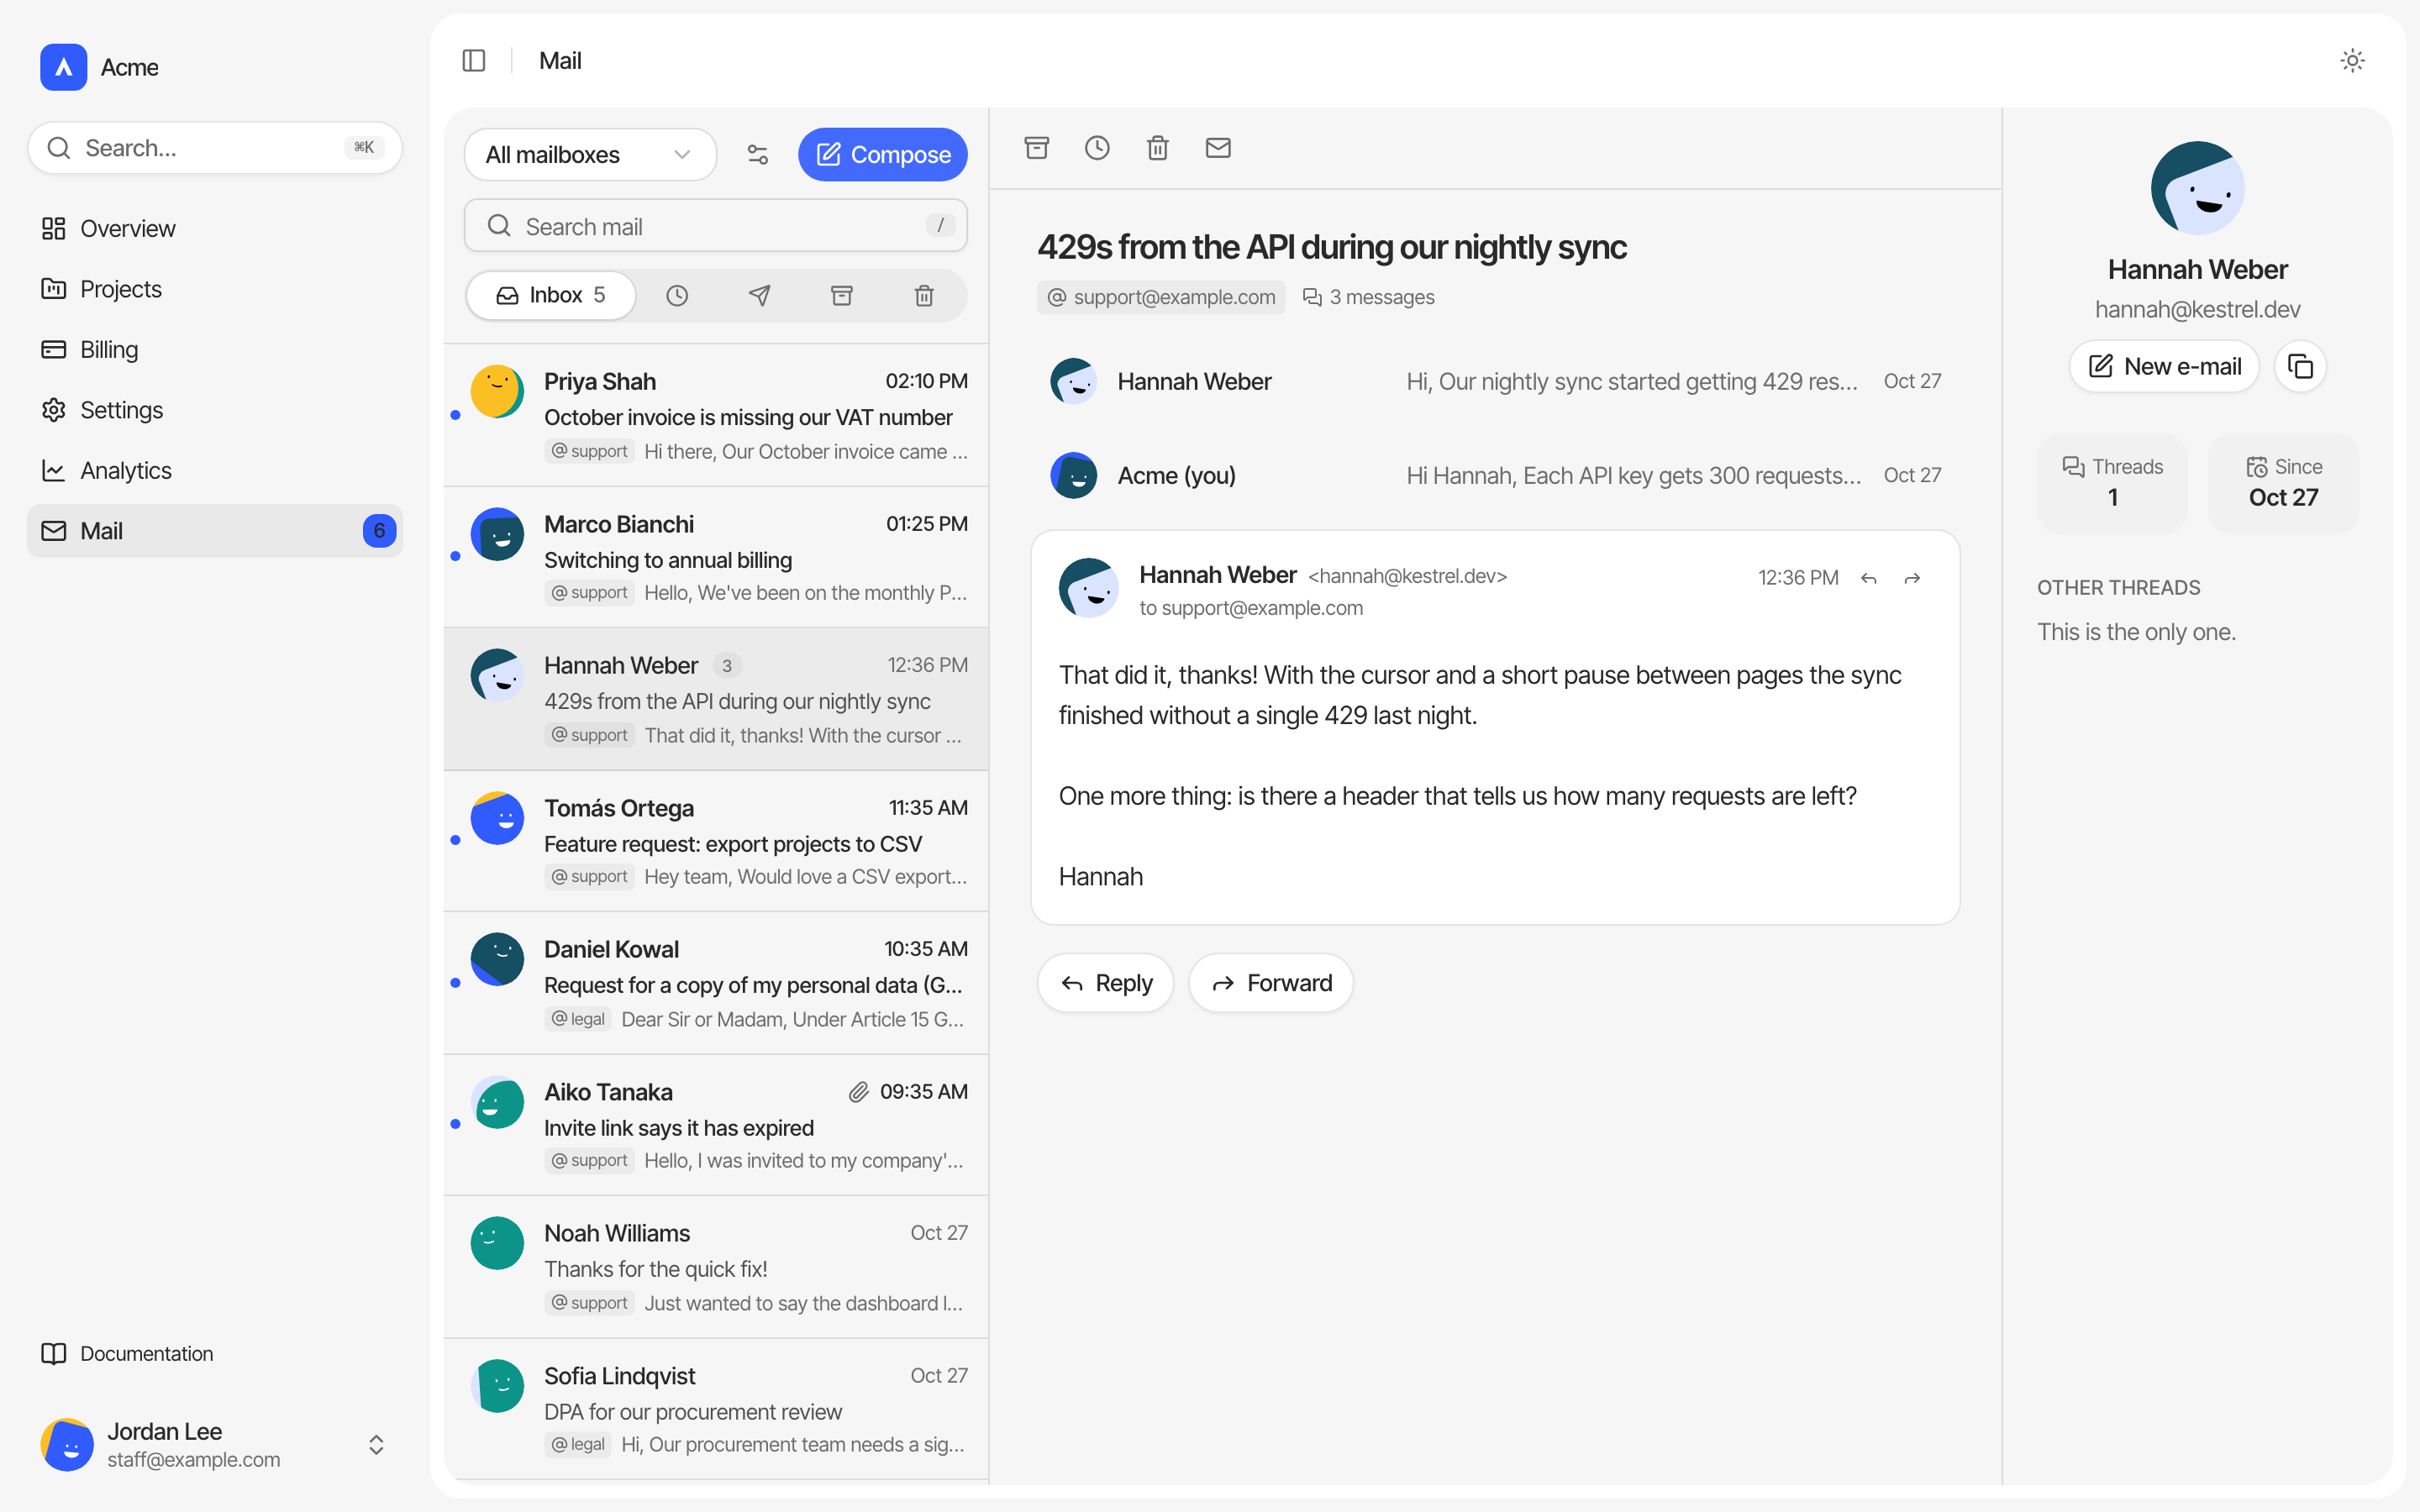 Acme
Search...
⌘K
Overview
Projects
Billing
Settings
Analytics
Mail
6
Documentation
Jordan Lee
staff@example.com
Mail
All mailboxes
Compose
Search mail
/
Inbox 5
Priya Shah 02:10 PM
October invoice is missing our VAT number
@support Hi there, Our October invoice came ...
Marco Bianchi 01:25 PM
Switching to annual billing
@support Hello, We've been on the monthly P...
Hannah Weber 3 12:36 PM
429s from the API during our nightly sync
@support That did it, thanks! With the cursor ...
Tomás Ortega 11:35 AM
Feature request: export projects to CSV
@support Hey team, Would love a CSV export...
Daniel Kowal 10:35 AM
Request for a copy of my personal data (G...
@legal Dear Sir or Madam, Under Article 15 G...
Aiko Tanaka 09:35 AM
Invite link says it has expired
@support Hello, I was invited to my company'...
Noah Williams Oct 27
Thanks for the quick fix!
@support Just wanted to say the dashboard l...
Sofia Lindqvist Oct 27
DPA for our procurement review
@legal Hi, Our procurement team needs a sig...
429s from the API during our nightly sync
@ support@example.com 3 messages
Hannah Weber Hi, Our nightly sync started getting 429 res... Oct 27
Acme (you) Hi Hannah, Each API key gets 300 requests... Oct 27
Hannah Weber <hannah@kestrel.dev> 12:36 PM
to support@example.com
That did it, thanks! With the cursor and a short pause between pages the sync
finished without a single 429 last night.
One more thing: is there a header that tells us how many requests are left?
Hannah
Reply
Forward
Hannah Weber
hannah@kestrel.dev
New e-mail
Threads
1
Since
Oct 27
OTHER THREADS
This is the only one.